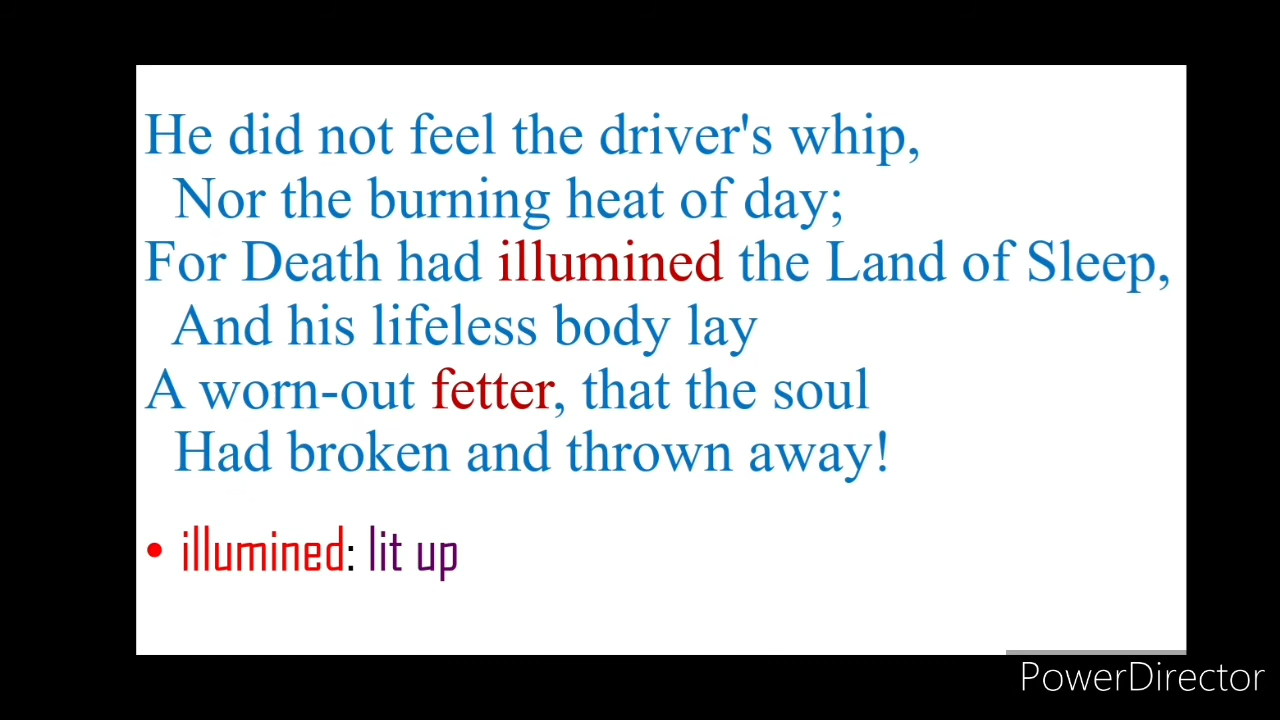 He did not feel the driver's whip,
Nor the burning heat of day;
For Death had illumined the Land of Sleep,
And his lifeless body lay
A worn-out fetter, that the soul
Had broken and thrown away!
• illumined: lit up
PowerDirector